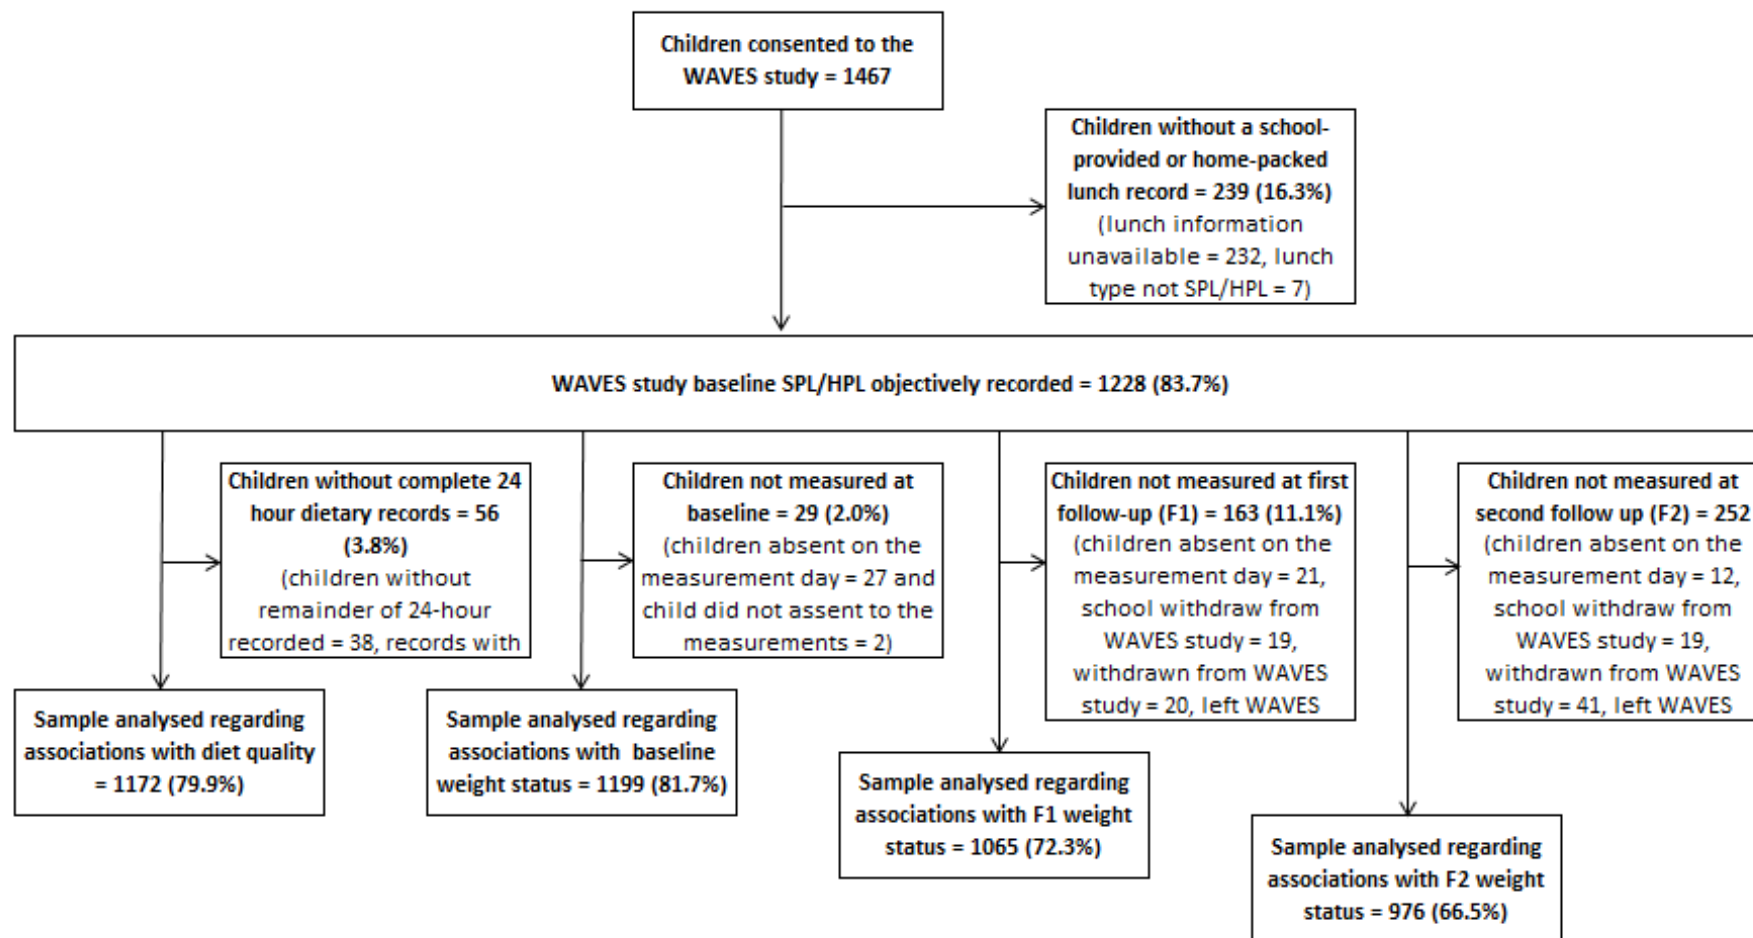 Children consented to the
WAVES study = 1467
Children without a school-
provided or home-packed
lunch record = 239 (16.3%)
(lunch information
unavailable = 232, lunch
type not SPL/HPL = 7)
WAVES study baseline SPL/HPL objectively recorded = 1228 (83.7%)
Children without complete 24
hour dietary records = 56
(3.8%)
(children without
remainder of 24-hour
recorded = 38, records with
Children not measured at
baseline = 29 (2.0%)
(children absent on the
measurement day = 27 and
child did not assent to the
measurements = 2)
Children not measured at first
follow-up (F1) = 163 (11.1%)
(children absent on the
measurement day = 21,
school withdraw from
WAVES study = 19,
withdrawn from WAVES
study = 20, left WAVES
Children not measured at
second follow up (F2) = 252
(children absent on the
measurement day = 12,
school withdraw from
WAVES study = 19,
withdrawn from WAVES
study = 41, left WAVES
Sample analysed regarding
associations with diet quality
= 1172 (79.9%)
Sample analysed regarding
associations with baseline
weight status = 1199 (81.7%)
Sample analysed regarding
associations with F1 weight
status = 1065 (72.3%)
Sample analysed regarding
associations with F2 weight
status = 976 (66.5%)